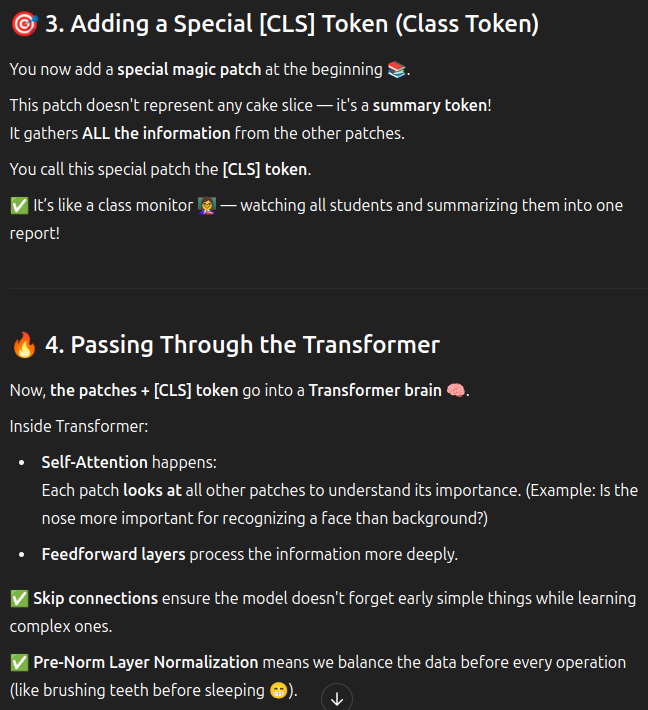 🎯 3. Adding a Special [CLS] Token (Class Token)
You now add a special magic patch at the beginning 📚.
This patch doesn't represent any cake slice — it's a summary token!
It gathers ALL the information from the other patches.
You call this special patch the [CLS] token.
✅ It’s like a class monitor 👩‍🏫 — watching all students and summarizing them into one
report!
🔥 4. Passing Through the Transformer
Now, the patches + [CLS] token go into a Transformer brain 🧠.
Inside Transformer:
• Self-Attention happens:
Each patch looks at all other patches to understand its importance. (Example: Is the
nose more important for recognizing a face than background?)
• Feedforward layers process the information more deeply.
✅ Skip connections ensure the model doesn't forget early simple things while learning
complex ones.
✅ Pre-Norm Layer Normalization means we balance the data before every operation
(like brushing teeth before sleeping 😁).